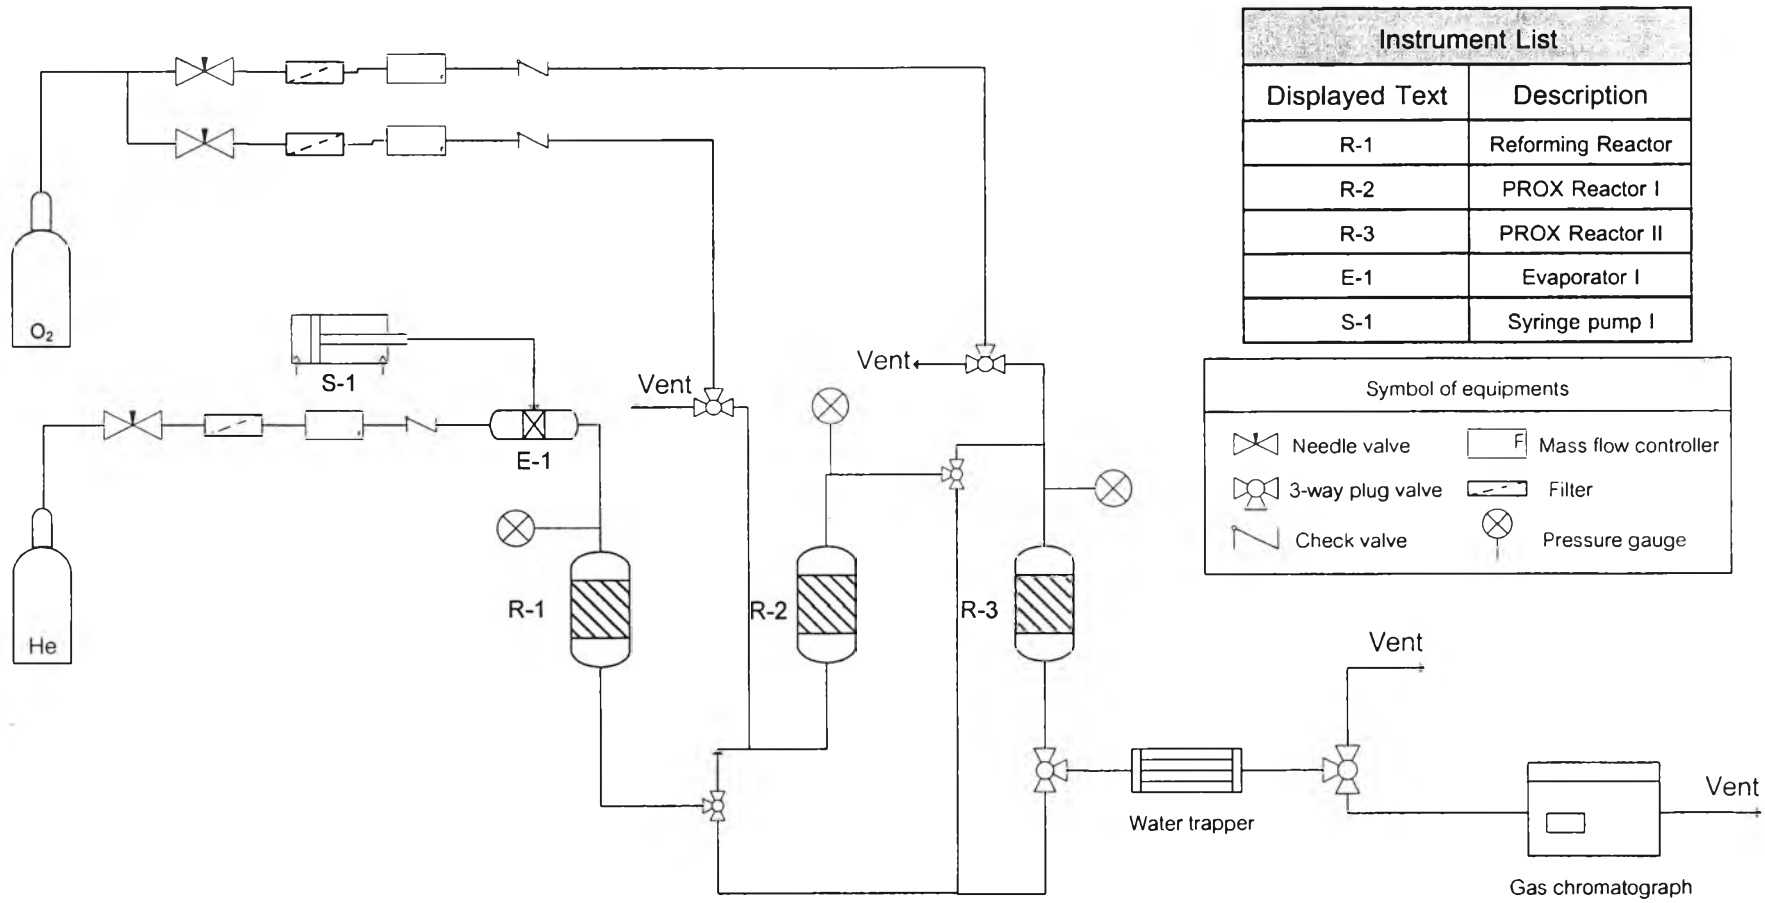 Instrument List
Displayed Text Description
R-1 Reforming Reactor
R-2 PROX Reactor I
R-3 PROX Reactor II
E-1 Evaporator I
S-1 Syringe pump I
Symbol of equipments
Needle valve F Mass flow controller
3-way plug valve Filter
Check valve Pressure gauge
O₂
S-1
Vent
Vent
E-1
He
R-1
R-2
R-3
Vent
Water trapper
Vent
Gas chromatograph